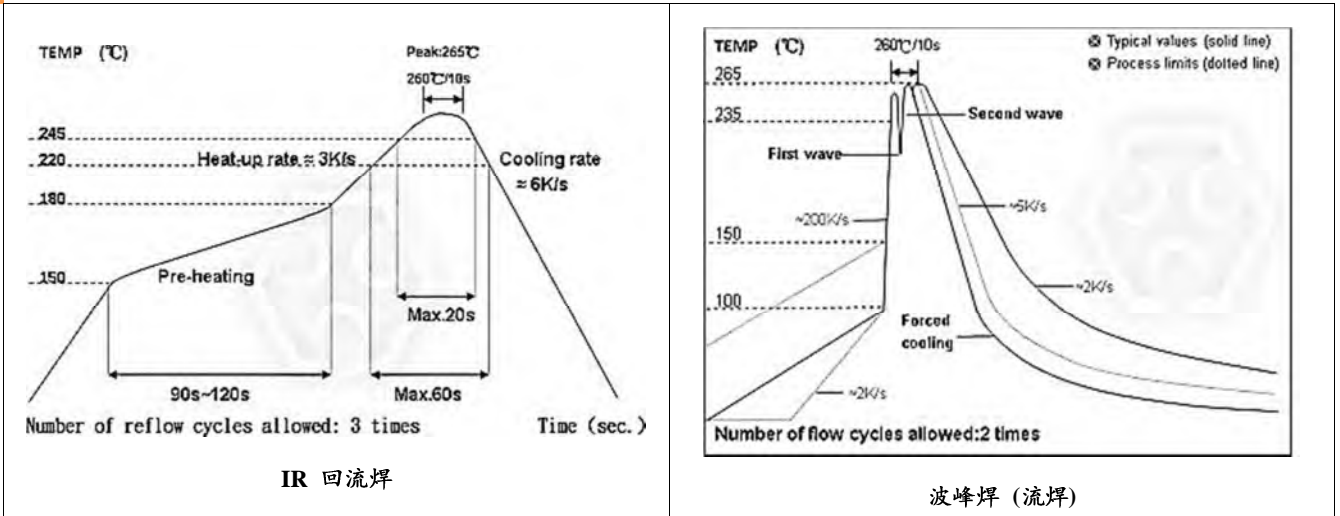 TEMP (℃)
Peak:265℃
260℃/10s
245
Heat-up rate ≈ 3K/s
Cooling rate
≈ 6K/s
220
180
150
Pre-heating
Max.20s
90s~120s
Max.60s
Number of reflow cycles allowed: 3 times
Time (sec.)
IR 回流焊
TEMP (℃)
260℃/10s
Typical values (solid line)
Process limits (dotted line)
265
235
Second wave
First wave
~200K/s
~5K/s
150
~2K/s
100
Forced
cooling
~2K/s
Number of flow cycles allowed:2 times
波峰焊 (流焊)